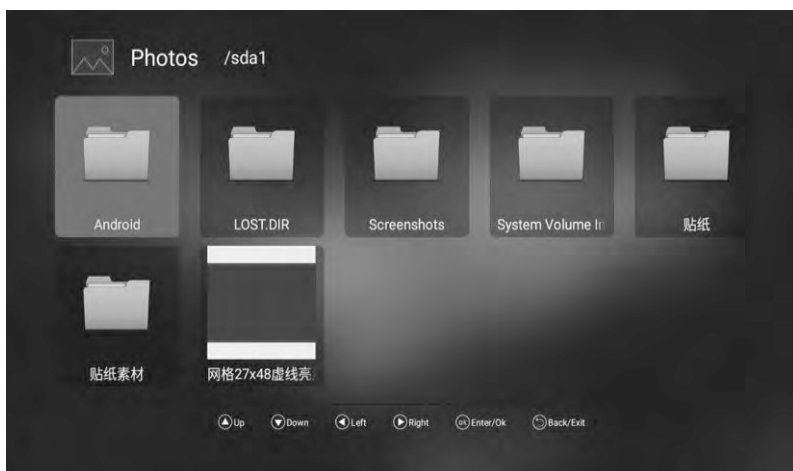 Photos /sda1
Android LOST.DIR Screenshots System Volume In 贴纸
贴纸素材 网格27x48虚线亮
Up Down Left Right ok Enter/Ok Back/Exit